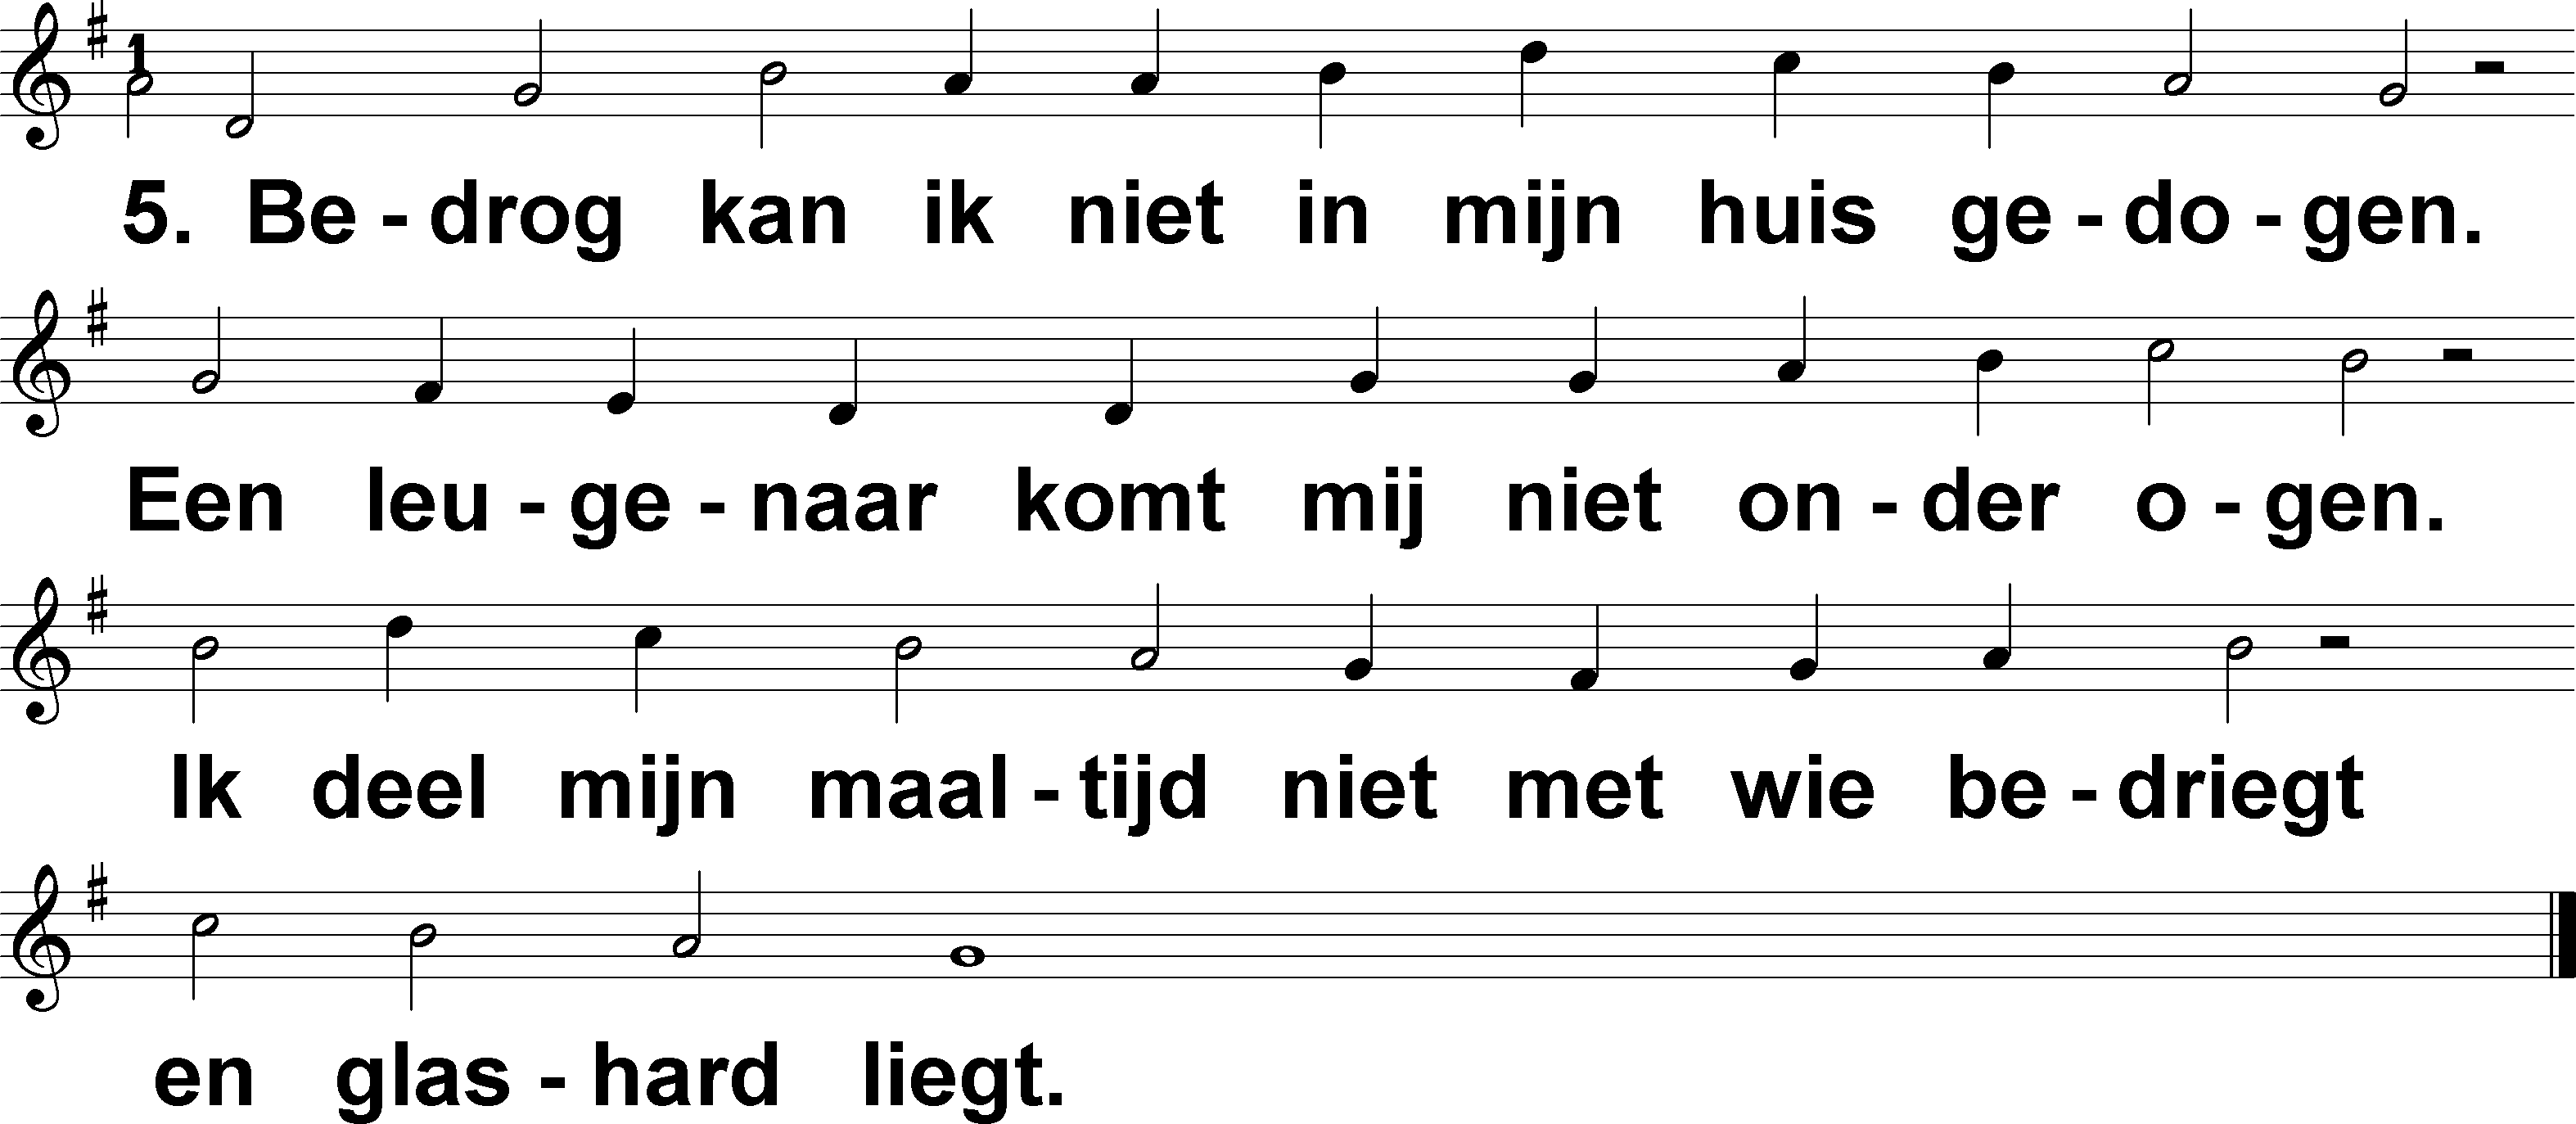 1
5. Be - drog kan ik niet in mijn huis ge - do - gen.
Een leu - ge - naar komt mij niet on - der o - gen.
Ik deel mijn maal - tijd niet met wie be - driegt
en glas - hard liegt.